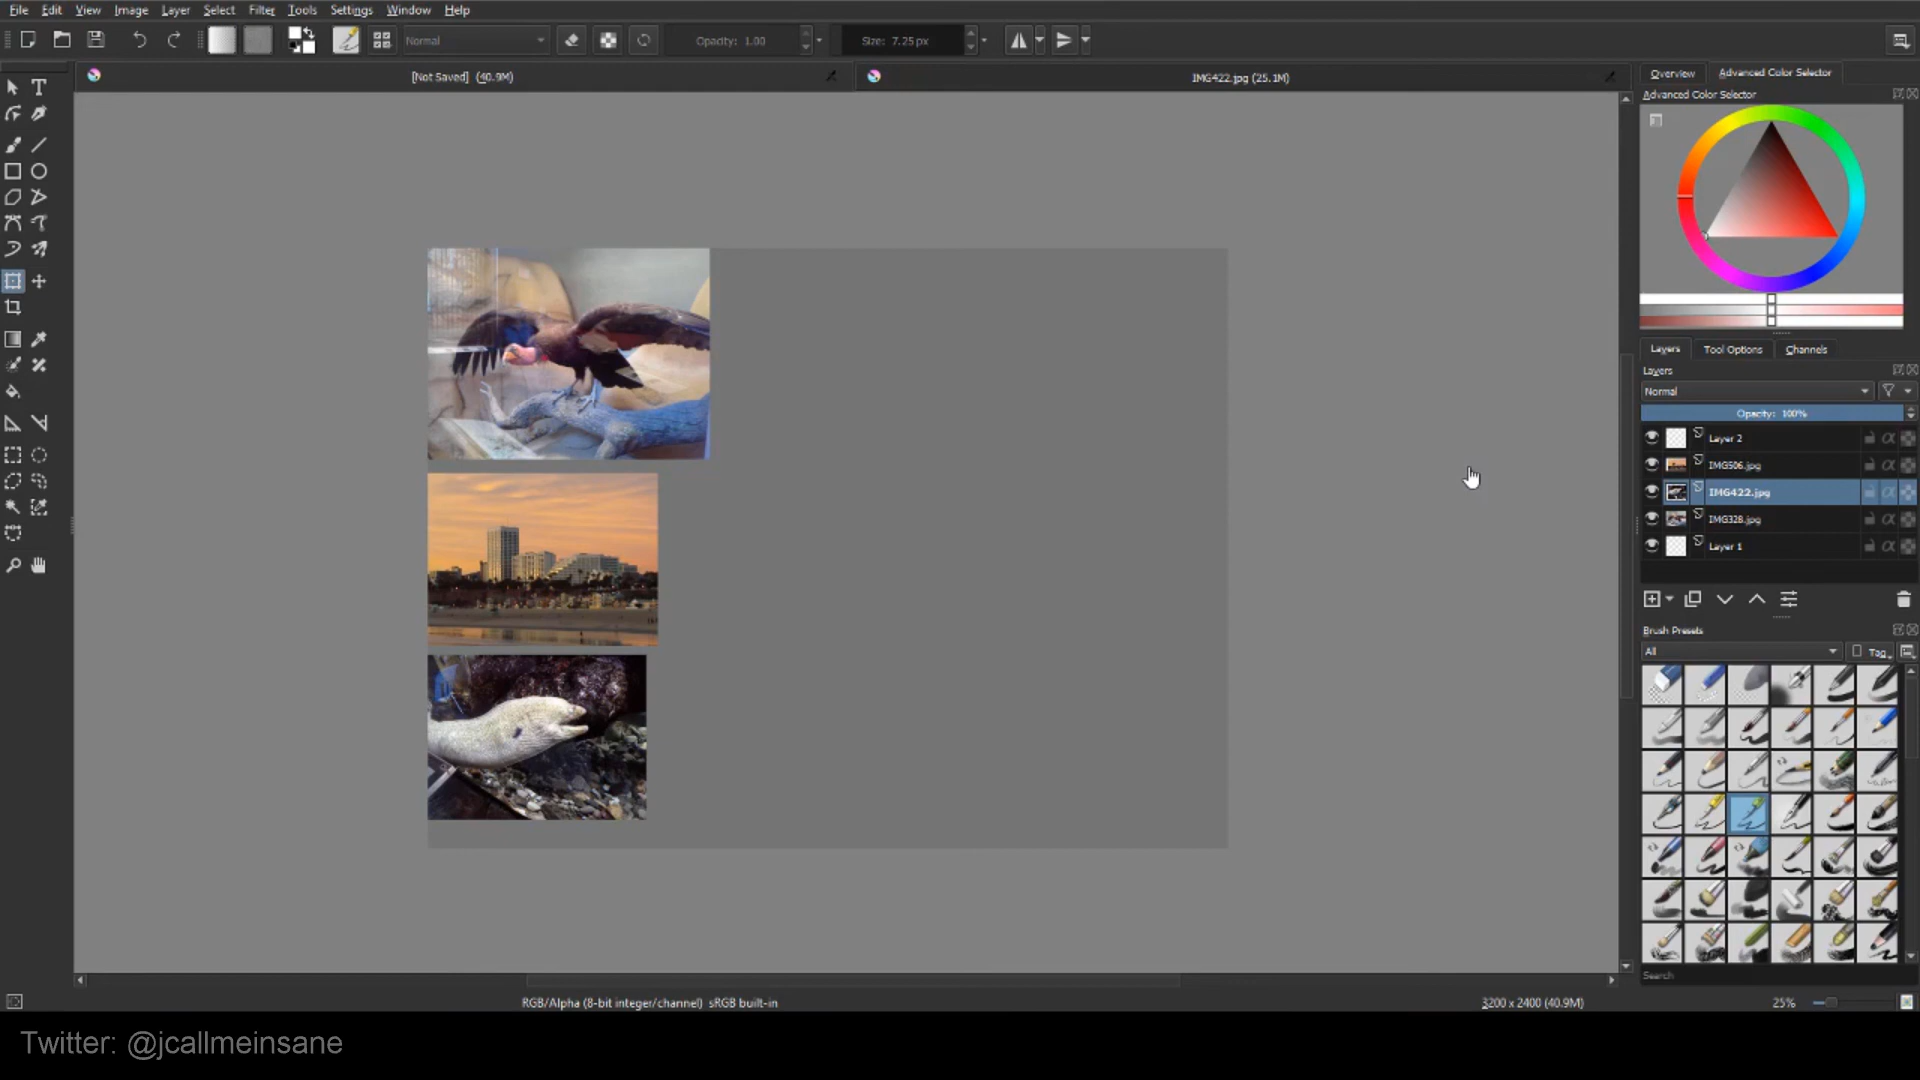 File Edit View Image Layer Select Filter Tools Settings Window Help
Normal Opacity: 1.00 Size: 7.25 px
[Not Saved] (40.9M) IMG422.jpg (25.1M)
Overview Advanced Color Selector
Advanced Color Selector
Layers Tool Options Channels
Layers
Normal
Opacity: 100%
Layer 2
IMG506.jpg
IMG422.jpg
IMG328.jpg
Layer 1
Brush Presets
All Tag
Search
RGB/Alpha (8-bit integer/channel) sRGB built-in 3200 x 2400 (40.9M) 25%
Twitter: @jcallmeinsane